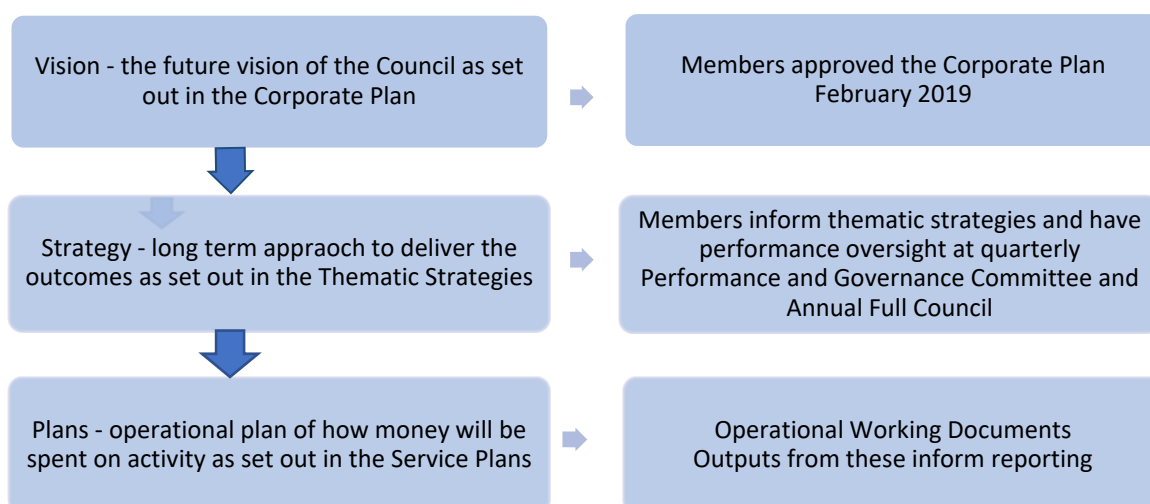 Vision - the future vision of the Council as set
out in the Corporate Plan
Members approved the Corporate Plan
February 2019
Strategy - long term appraoch to deliver the
outcomes as set out in the Thematic Strategies
Members inform thematic strategies and have
performance oversight at quarterly
Performance and Governance Committee and
Annual Full Council
Plans - operational plan of how money will be
spent on activity as set out in the Service Plans
Operational Working Documents
Outputs from these inform reporting